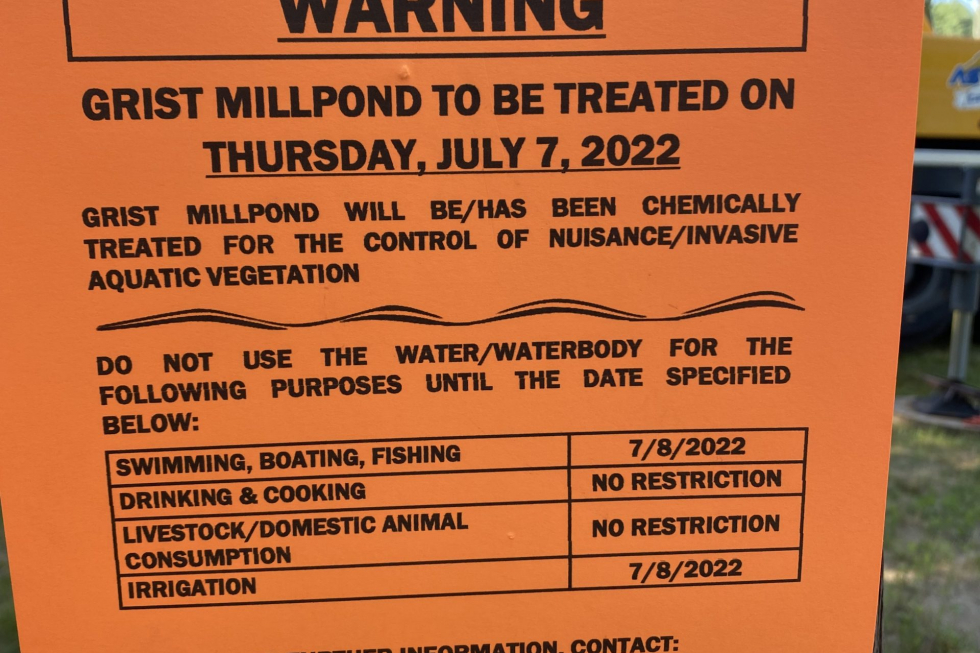 WARNING
GRIST MILLPOND TO BE TREATED ON
THURSDAY, JULY 7, 2022
GRIST MILLPOND WILL BE/HAS BEEN CHEMICALLY
TREATED FOR THE CONTROL OF NUISANCE/INVASIVE
AQUATIC VEGETATION
DO NOT USE THE WATER/WATERBODY FOR THE
FOLLOWING PURPOSES UNTIL THE DATE SPECIFIED
BELOW:
SWIMMING, BOATING, FISHING 7/8/2022
DRINKING & COOKING NO RESTRICTION
LIVESTOCK/DOMESTIC ANIMAL
CONSUMPTION NO RESTRICTION
IRRIGATION 7/8/2022
INFORMATION, CONTACT: